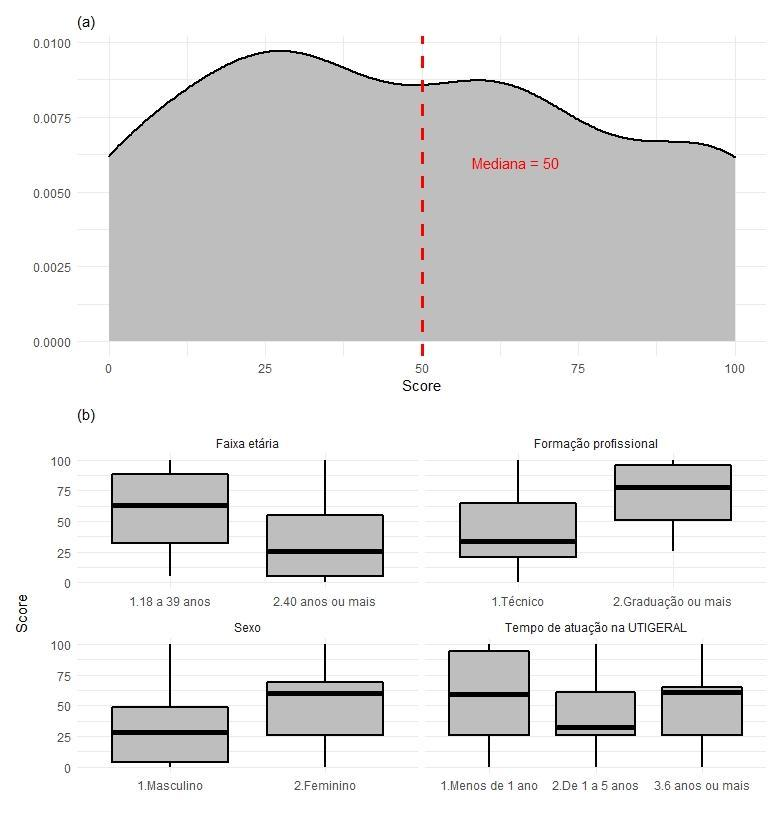 (a)
0.0100
0.0075
0.0050
0.0025
0.0000
Mediana = 50
0 25 50 75 100
Score
(b)
Faixa etária Formação profissional
100
75
50
25
0
1.18 a 39 anos 2.40 anos ou mais 1.Técnico 2.Graduação ou mais
Score
Sexo Tempo de atuação na UTIGERAL
100
75
50
25
0
1.Masculino 2.Feminino 1.Menos de 1 ano 2.De 1 a 5 anos 3.6 anos ou mais